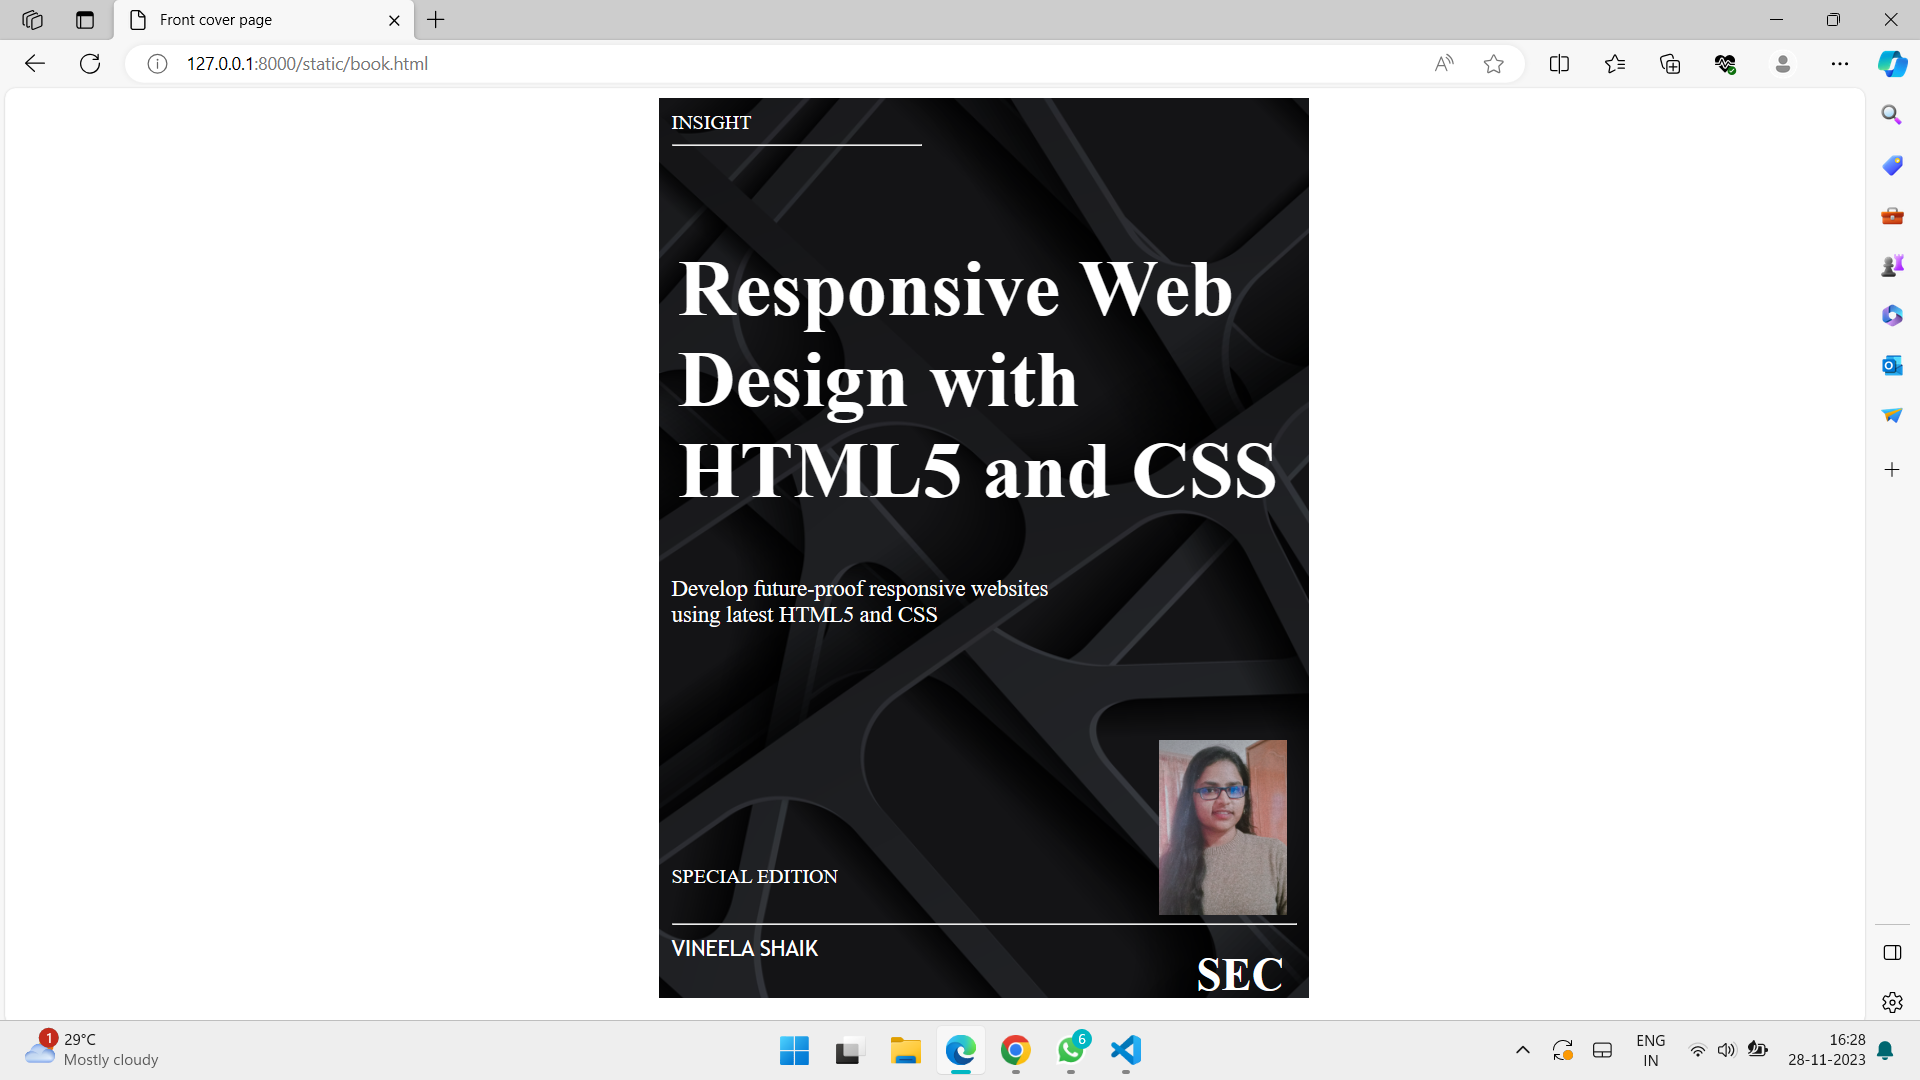 Front cover page
127.0.0.1:8000/static/book.html
INSIGHT
Responsive Web
Design with
HTML5 and CSS
Develop future-proof responsive websites
using latest HTML5 and CSS
SPECIAL EDITION
VINEELA SHAIK
SEC
1
29°C
Mostly cloudy
6
ENG
IN
16:28
28-11-2023